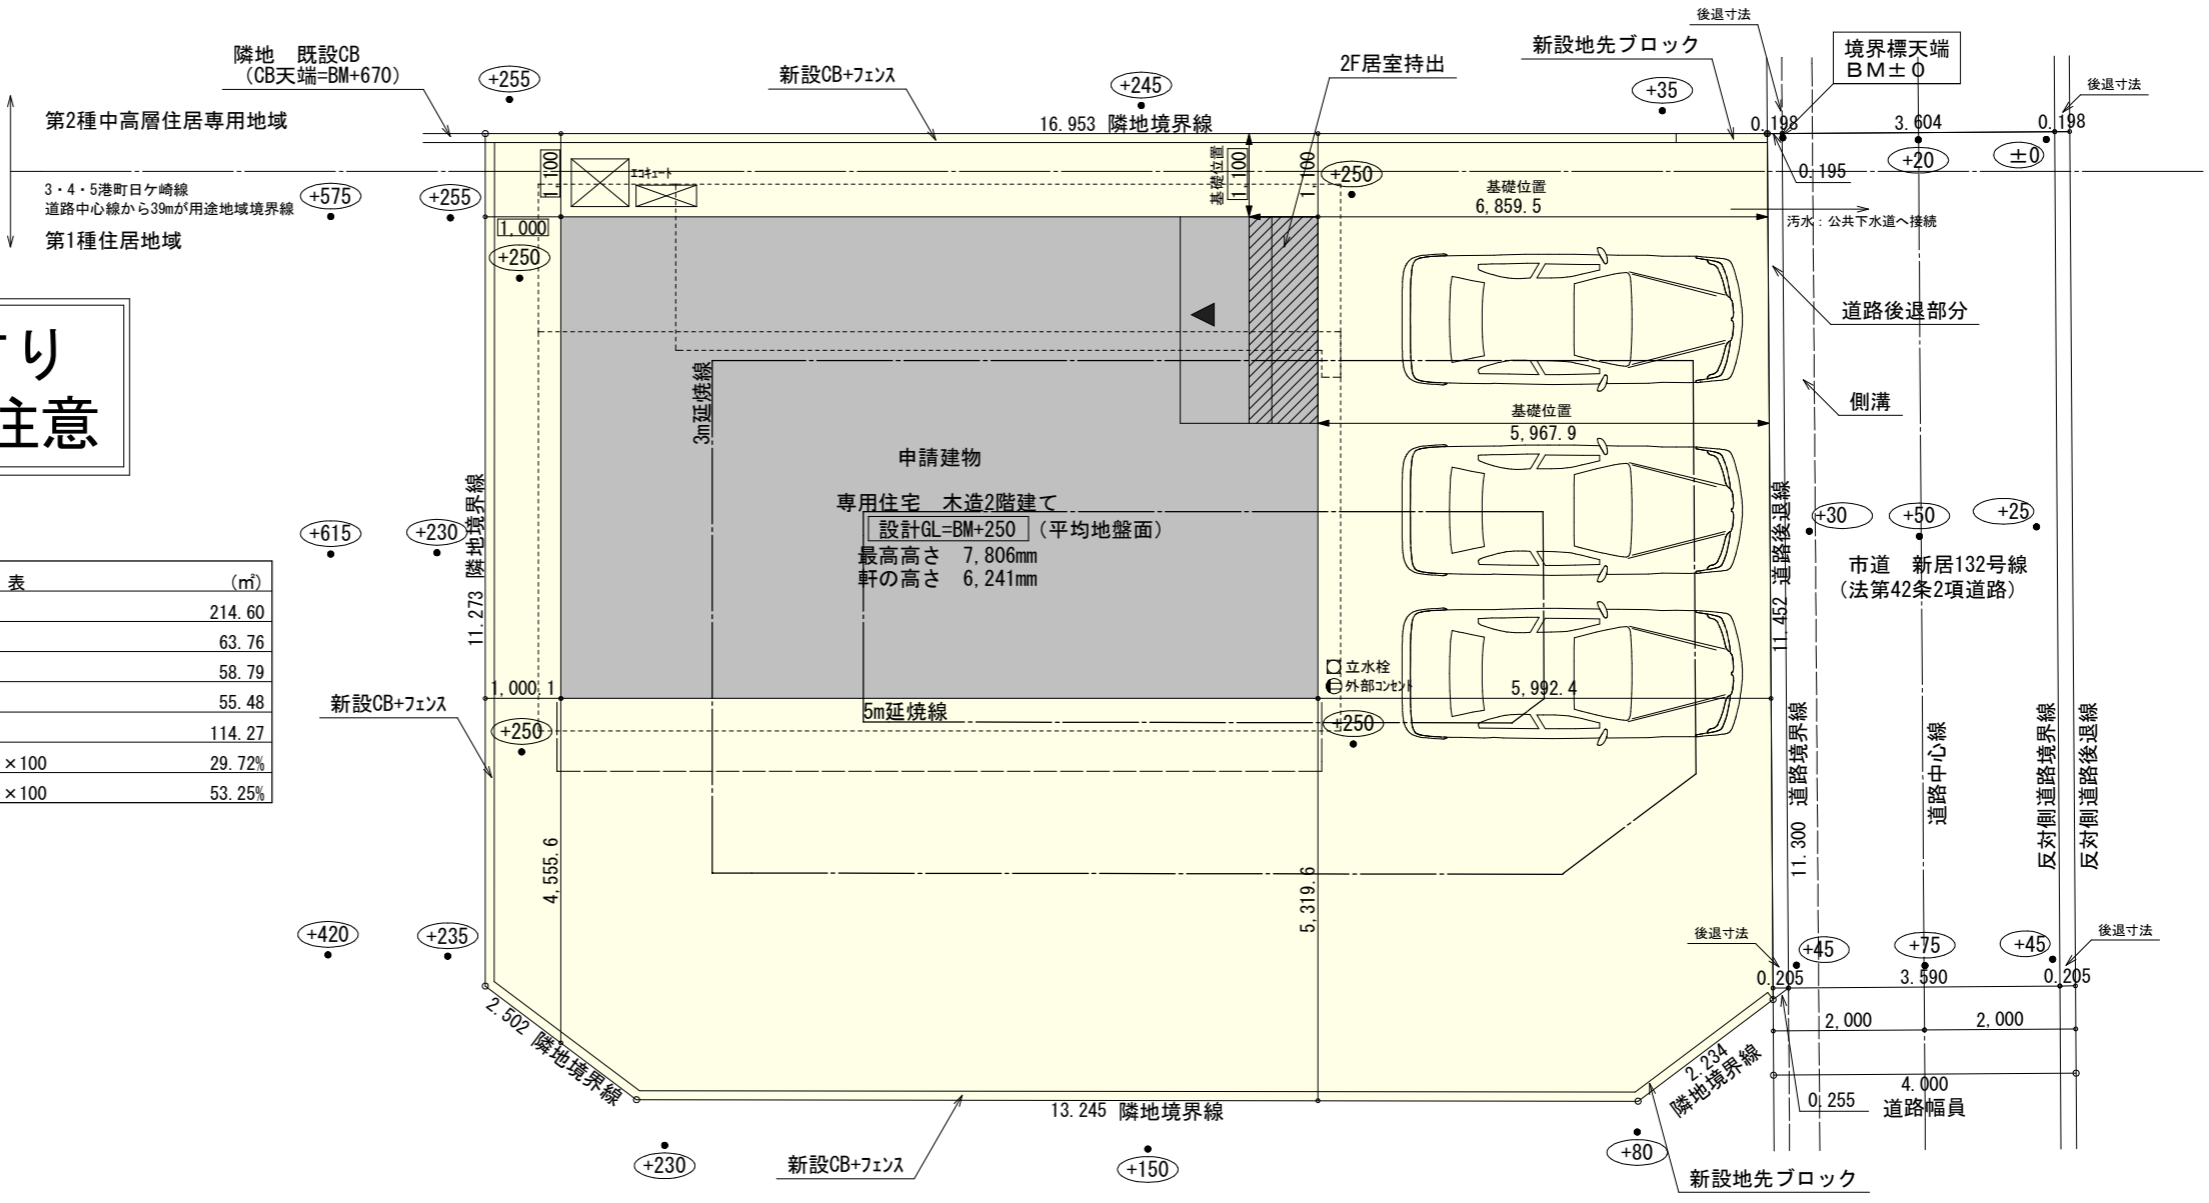 後退寸法
隣地 既設CB
(CB天端=BM+670)
+255
新設CB+フェンス
+245
2F居室持出
新設地先ブロック
+35
境界標天端
BM±0
後退寸法
第2種中高層住居専用地域
16.953 隣地境界線
0.198
3.604
0.198
3・4・5港町日ケ崎線
道路中心線から39mが用途地域境界線
第1種住居地域
+575
+255
1,100
エコキュート
基礎位置
1,100
1,100
+250
基礎位置
6,859.5
0.195
+20
±0
汚水：公共下水道へ接続
1,000
+250
道路後退部分
側溝
り
注意
3m延焼線
基礎位置
5,967.9
申請建物
専用住宅 木造2階建て
設計GL=BM+250 (平均地盤面)
最高高さ 7,806mm
軒の高さ 6,241mm
+615
+230
11.273 隣地境界線
11.452 道路後退線
+30
+50
+25
市道 新居132号線
(法第42条2項道路)
表 (㎡)
214.60
63.76
58.79
55.48
114.27
×100 29.72%
×100 53.25%
新設CB+フェンス
1,000.1
+250
5m延焼線
立水栓
外部コンセント
5,992.4
+250
11.300 道路境界線
道路中心線
反対側道路境界線
反対側道路後退線
4,555.6
5,319.6
+420
+235
後退寸法
+45
+75
+45
後退寸法
0.205
3.590
0.205
2.502 隣地境界線
2,000
2,000
2.234
隣地境界線
4.000
0.255
道路幅員
13.245 隣地境界線
+230
新設CB+フェンス
+150
+80
新設地先ブロック